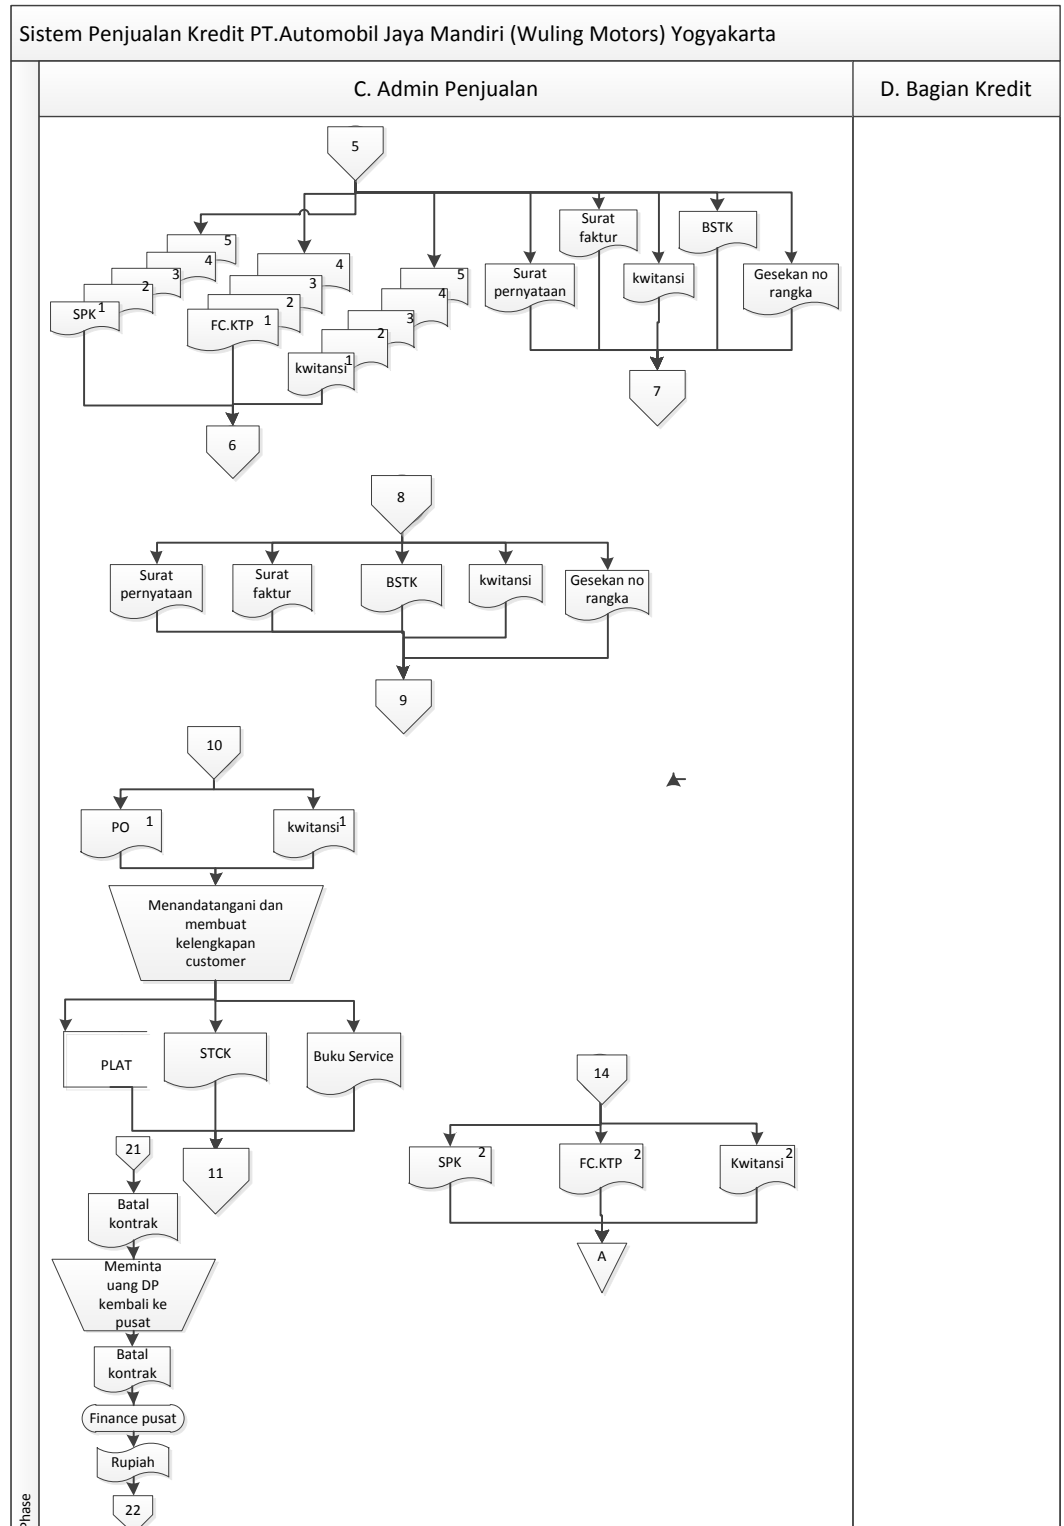 Sistem Penjualan Kredit PT.Automobil Jaya Mandiri (Wuling Motors) Yogyakarta
C. Admin Penjualan
D. Bagian Kredit
5
5
4
3
2
SPK 1
4
3
2
FC.KTP 1
5
4
3
2
kwitansi 1
Surat
pernyataan
Surat
faktur
kwitansi
BSTK
Gesekan no
rangka
6
7
8
Surat
pernyataan
Surat
faktur
BSTK
kwitansi
Gesekan no
rangka
9
10
PO 1
kwitansi 1
Menandatangani dan
membuat
kelengkapan
customer
PLAT
STCK
Buku Service
11
14
SPK 2
FC.KTP 2
Kwitansi 2
A
21
Batal
kontrak
Meminta
uang DP
kembali ke
pusat
Batal
kontrak
Finance pusat
Rupiah
22
Phase